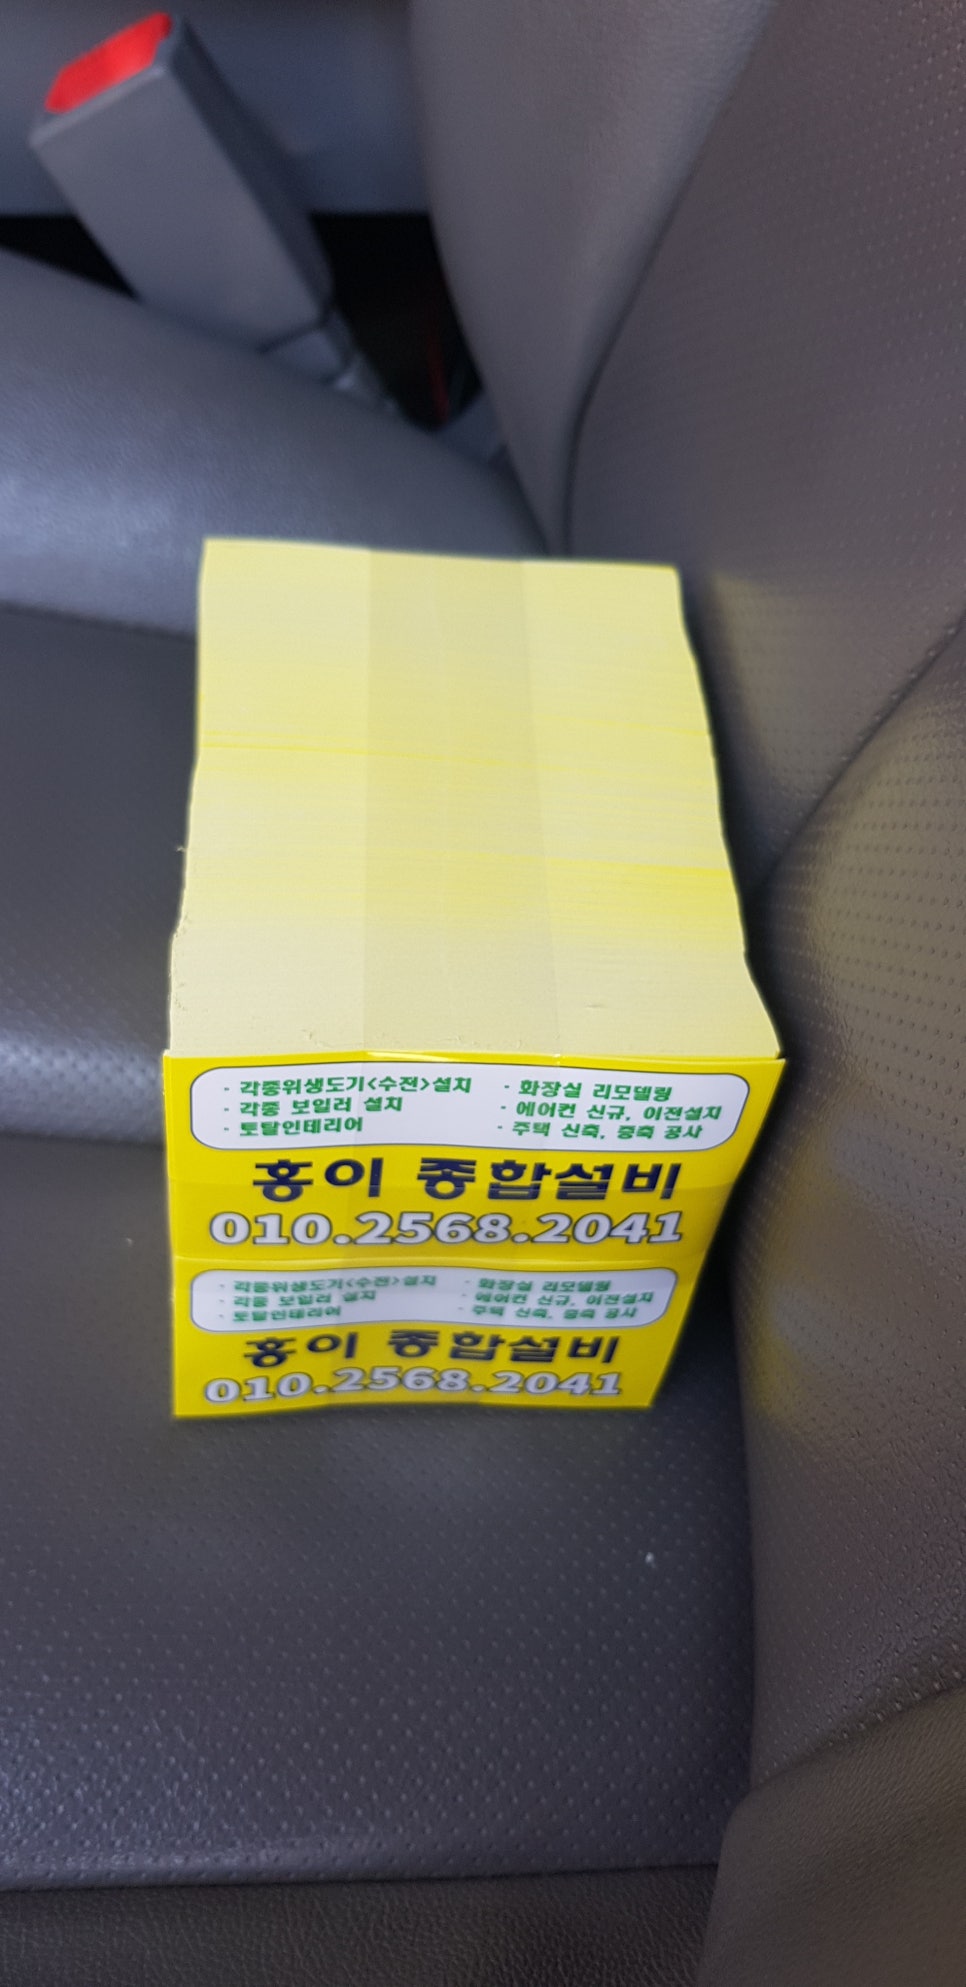 · 각종위생도기<수전>설치 · 화장실 리모델링
· 각종 보일러 설치 · 에어컨 신규, 이전설치
· 토탈인테리어 · 주택 신축, 증축 공사
홍이 종합설비
010.2568.2041
· 각종위생도기<수전>설치 · 화장실 리모델링
· 각종 보일러 설치 · 에어컨 신규, 이전설치
· 토탈인테리어 · 주택 신축, 증축 공사
홍이 종합설비
010.2568.2041